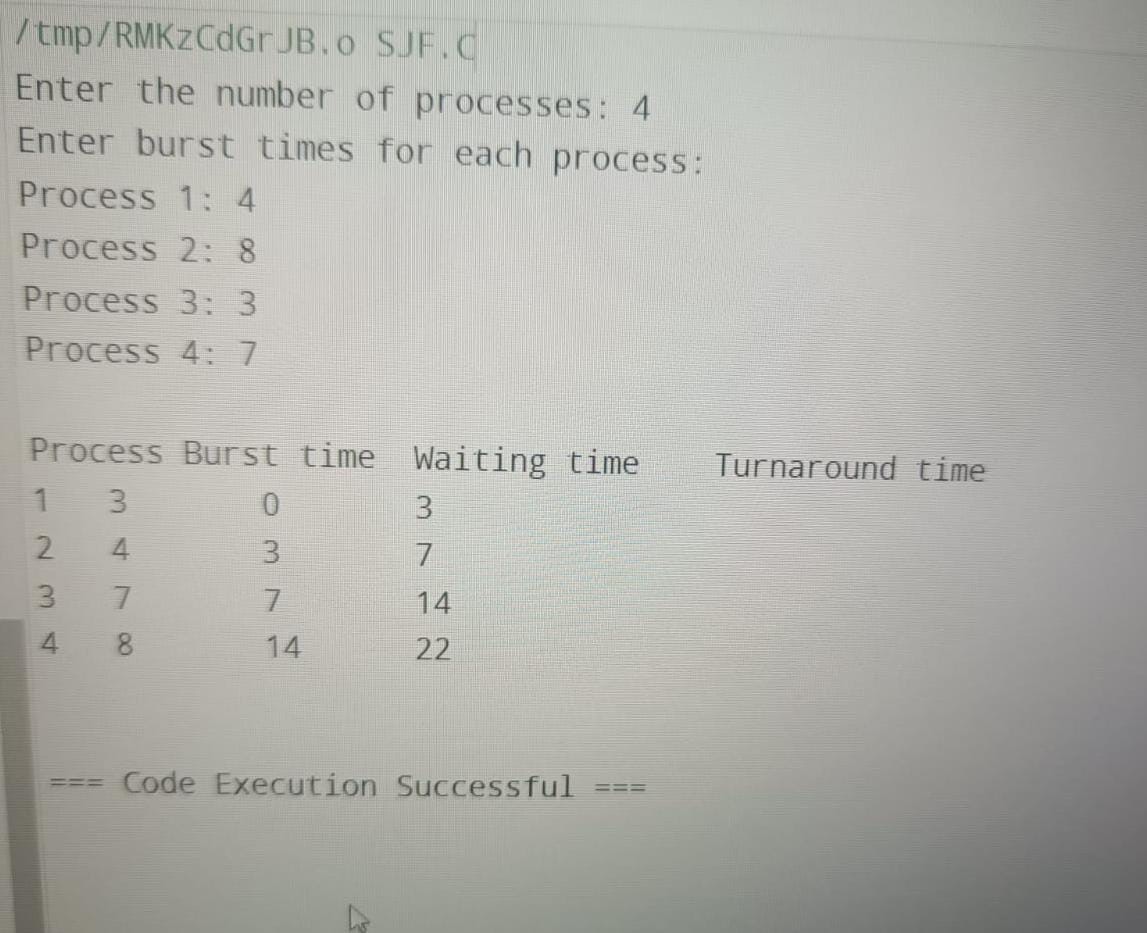 /tmp/RMKzCdGrJB.o SJF.C
Enter the number of processes: 4
Enter burst times for each process:
Process 1: 4
Process 2: 8
Process 3: 3
Process 4: 7
Process Burst time Waiting time Turnaround time
1 3 0 3
2 4 3 7
3 7 7 14
4 8 14 22
=== Code Execution Successful ===